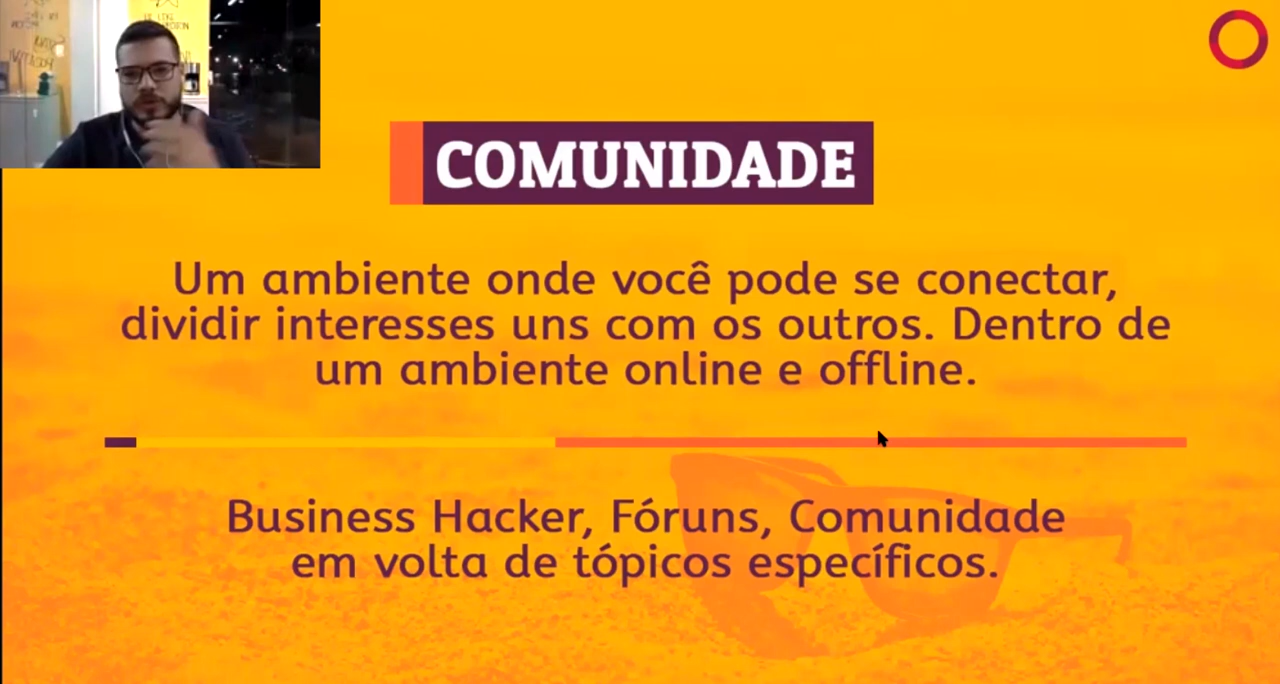 COMUNIDADE
Um ambiente onde você pode se conectar,
dividir interesses uns com os outros. Dentro de
um ambiente online e offline.
Business Hacker, Fóruns, Comunidade
em volta de tópicos específicos.